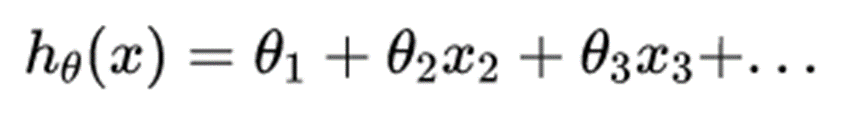 hθ(x) = θ₁ + θ₂x₂ + θ₃x₃+...